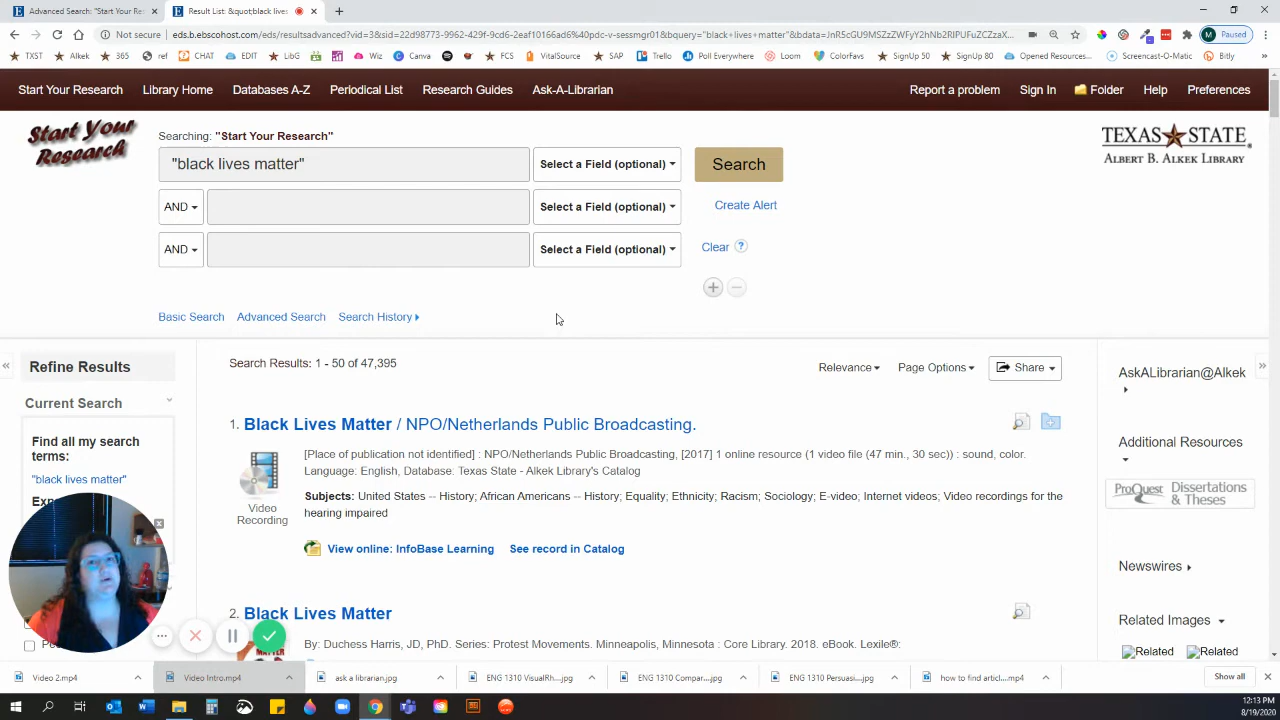 Advanced Search: "Start Your Res
Result List: &quot;black lives
Not secure
eds.b.ebscohost.com/eds/resultsadvanced?vid=3&sid=22f98773-9962-429f-9cd6-2eaf10166ad6%40pdc-v-sessmgr01&bquery="black+lives+matter"&bdata=
Paused
TXST
Alkek
365
ref
CHAT
EDIT
LibG
Wiz
Canva
FCS
VitalSource
SAP
Trello
Poll Everywhere
Loom
ColorFavs
SignUp 50
SignUp 80
Opened Resources...
Screencast-O-Matic
Bitly
Start Your Research
Library Home
Databases A-Z
Periodical List
Research Guides
Ask-A-Librarian
Report a problem
Sign In
Folder
Help
Preferences
Start Your
Research
Searching: "Start Your Research"
"black lives matter"
Select a Field (optional)
Search
AND
Select a Field (optional)
Create Alert
AND
Select a Field (optional)
Clear
?
TEXAS STATE
ALBERT B. ALKEK LIBRARY
Basic Search
Advanced Search
Search History
Refine Results
Current Search
Find all my search
terms:
"black lives matter"
Search Results: 1 - 50 of 47,395
Relevance
Page Options
Share
1. Black Lives Matter / NPO/Netherlands Public Broadcasting.
[Place of publication not identified] : NPO/Netherlands Public Broadcasting, [2017] 1 online resource (1 video file (47 min., 30 sec)) : sound, color.
Language: English, Database: Texas State - Alkek Library's Catalog
Subjects: United States -- History; African Americans -- History; Equality; Ethnicity; Racism; Sociology; E-video; Internet videos; Video recordings for the
hearing impaired
Video
Recording
View online: InfoBase Learning
See record in Catalog
2. Black Lives Matter
By: Duchess Harris, JD, PhD. Series: Protest Movements. Minneapolis, Minnesota : Core Library. 2018. eBook. Lexile®:
AskALibrarian@Alkek
Additional Resources
ProQuest Dissertations
& Theses
Newswires
Related Images
Related
Related
Video 2.mp4
Video Intro.mp4
ask a librarian.jpg
ENG 1310 VisualRh....jpg
ENG 1310 Compar....jpg
ENG 1310 Persuasi....jpg
how to find articl....mp4
Show all
12:13 PM
8/19/2020